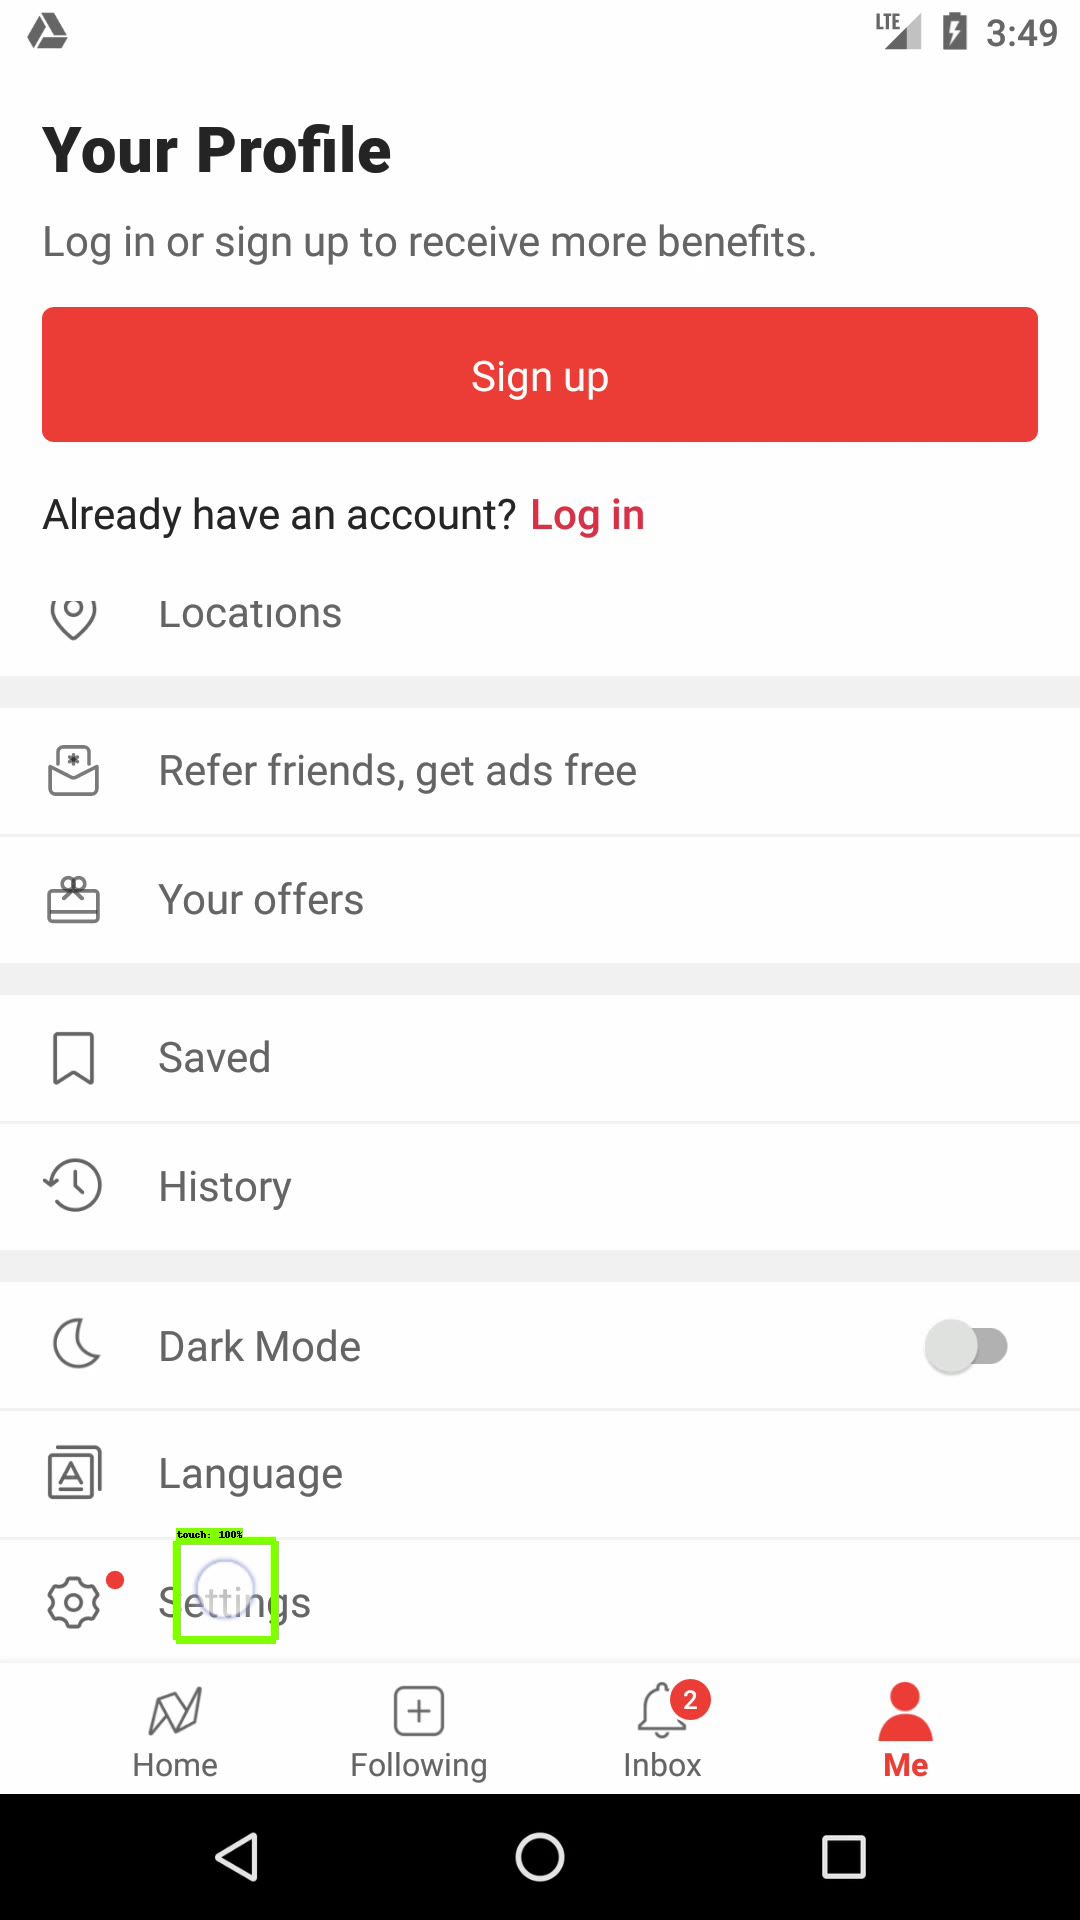 LTE 3:49
Your Profile
Log in or sign up to receive more benefits.
Sign up
Already have an account? Log in
Locations
Refer friends, get ads free
Your offers
Saved
History
Dark Mode
A Language
touch: 100%
Settings
2
Home Following Inbox Me